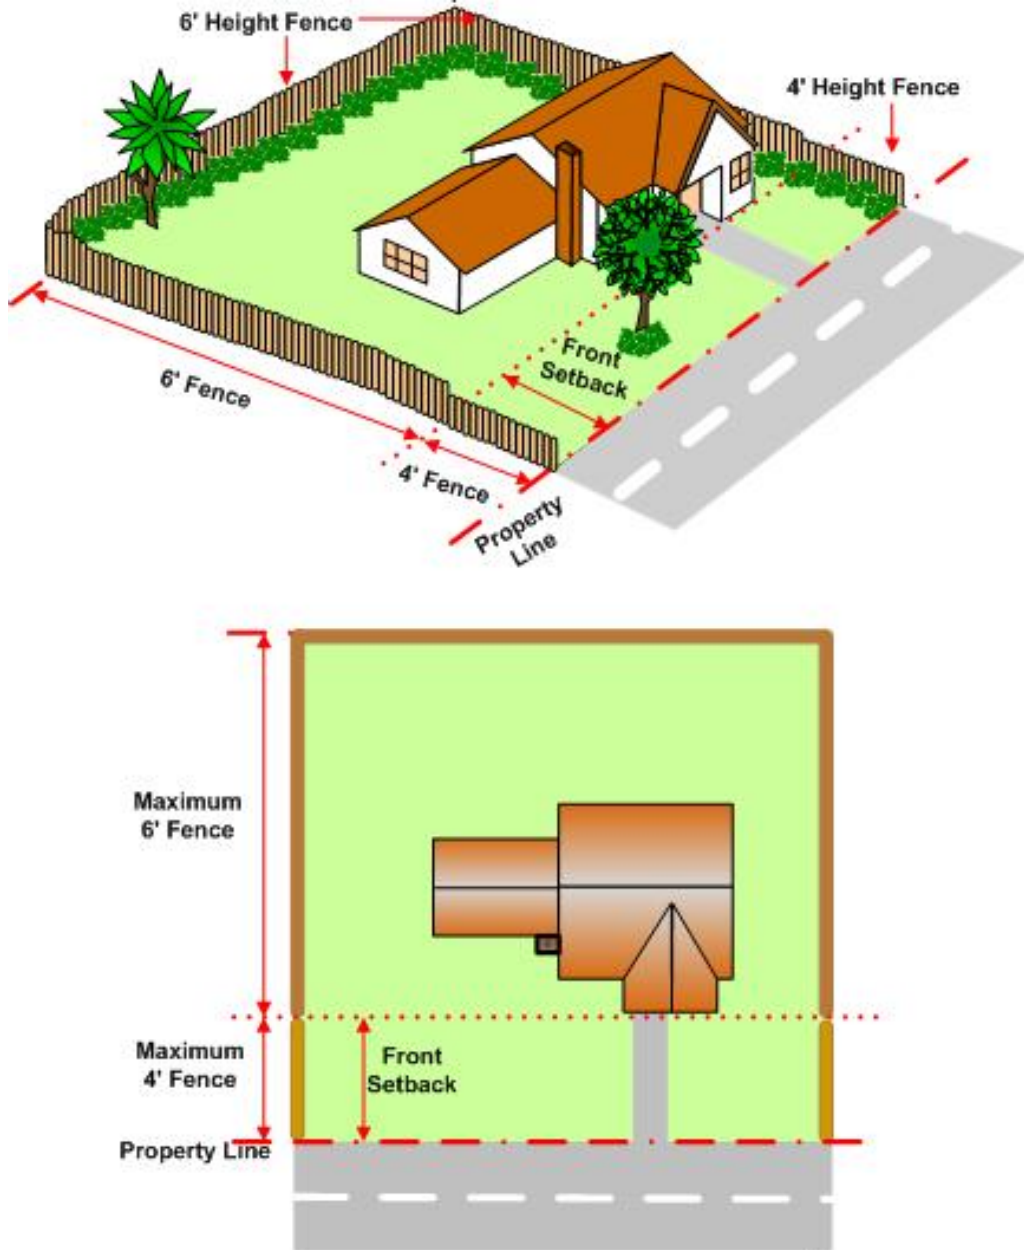 6' Height Fence
4' Height Fence
Front
Setback
6' Fence
4' Fence
Property
Line
Maximum
6' Fence
Maximum
4' Fence
Front
Setback
Property Line